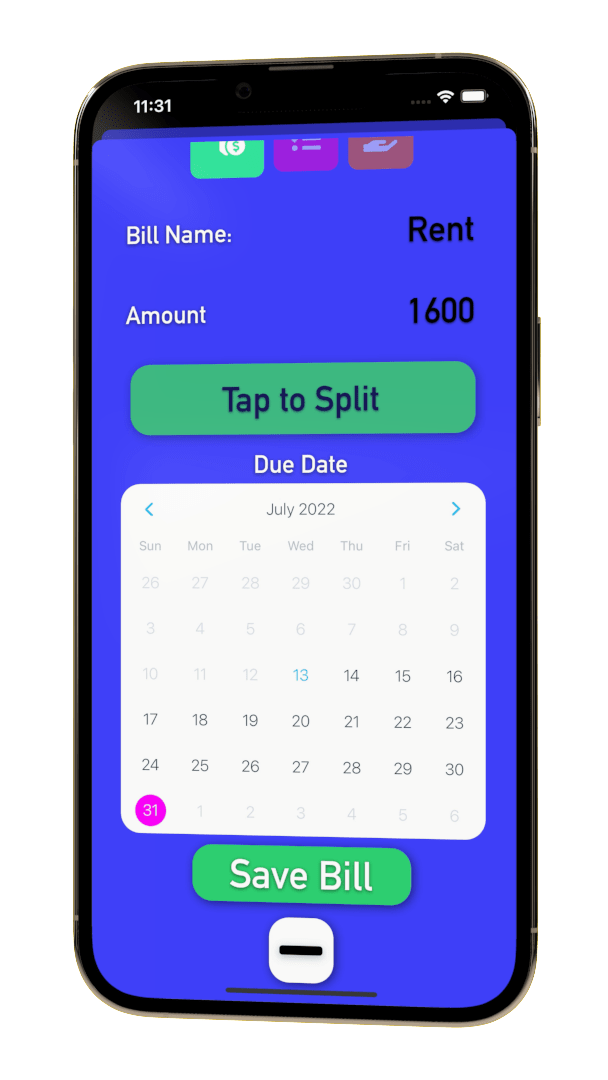 11:31
$
Bill Name: Rent
Amount 1600
Tap to Split
Due Date
July 2022
Sun Mon Tue Wed Thu Fri Sat
26 27 28 29 30 1 2
3 4 5 6 7 8 9
10 11 12 13 14 15 16
17 18 19 20 21 22 23
24 25 26 27 28 29 30
31 1 2 3 4 5 6
Save Bill